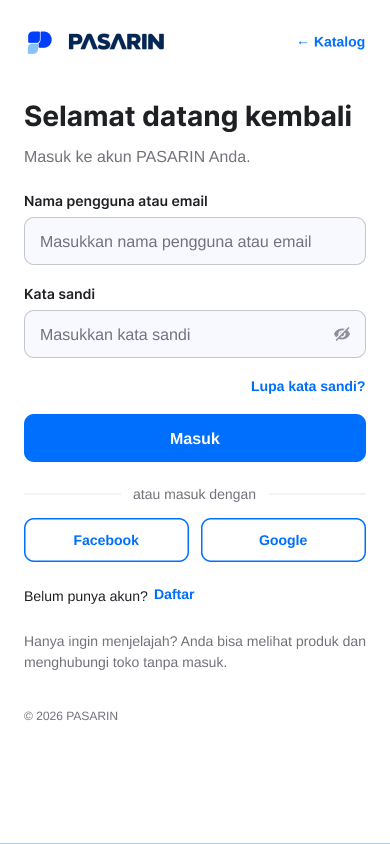 PASARIN
← Katalog
Selamat datang kembali
Masuk ke akun PASARIN Anda.
Nama pengguna atau email
Masukkan nama pengguna atau email
Kata sandi
Masukkan kata sandi
Lupa kata sandi?
Masuk
atau masuk dengan
Facebook
Google
Belum punya akun? Daftar
Hanya ingin menjelajah? Anda bisa melihat produk dan
menghubungi toko tanpa masuk.
© 2026 PASARIN